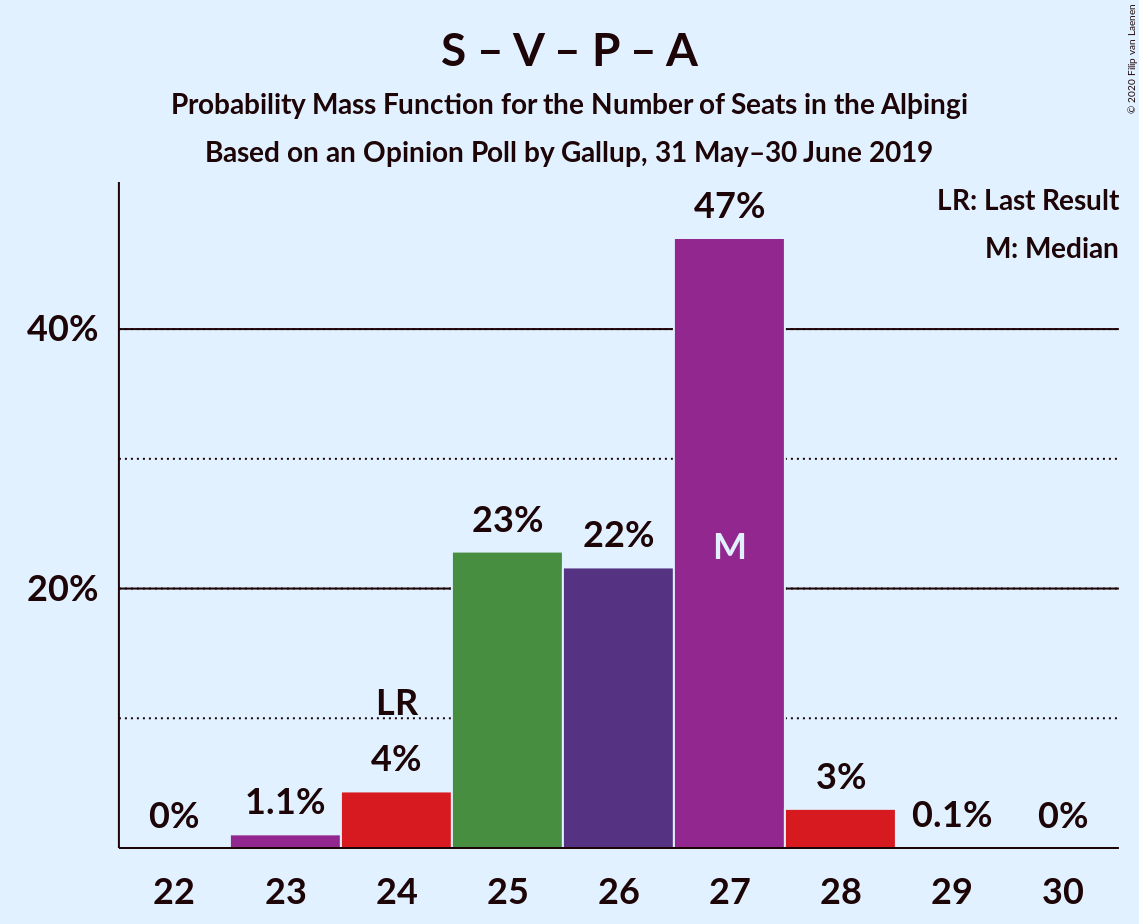 S – V – P – A
Probability Mass Function for the Number of Seats in the Alþingi
Based on an Opinion Poll by Gallup, 31 May–30 June 2019
© 2020 Filip van Laenen
LR: Last Result
M: Median
47%
40%
23%
22%
M
20%
LR
4%
3%
1.1%
0%
0.1%
0%
22 23 24 25 26 27 28 29 30